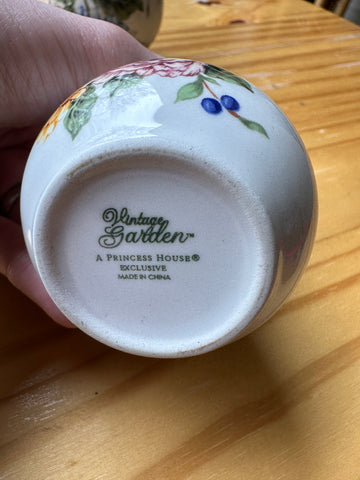 Vintage
Garden™
A PRINCESS HOUSE®
EXCLUSIVE
MADE IN CHINA